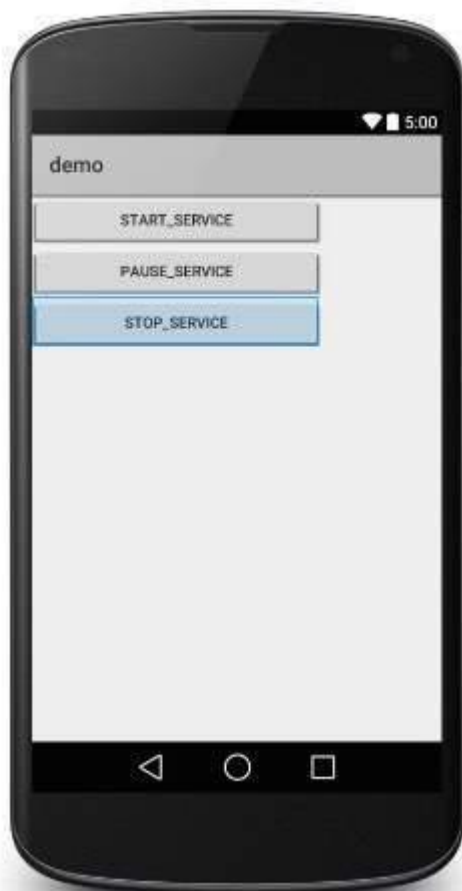 5:00
demo
START_SERVICE
PAUSE_SERVICE
STOP_SERVICE